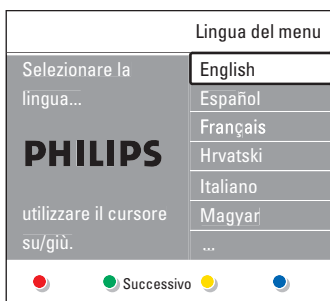 Lingua del menu
Selezionare la
lingua...
PHILIPS
utilizzare il cursore
su/giù.
English
Español
Français
Hrvatski
Italiano
Magyar
...
Successivo